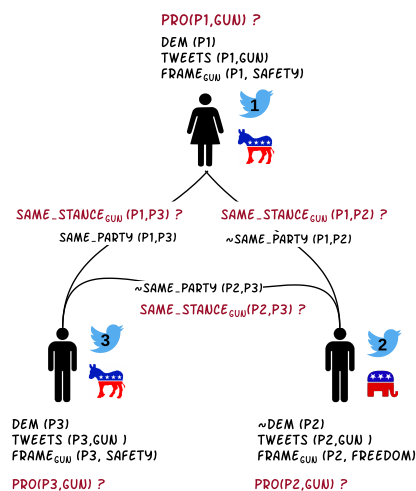 PRO(P1,GUN) ?
DEM (P1)
TWEETS (P1,GUN)
FRAME_GUN (P1, SAFETY)
1
SAME_STANCE_GUN (P1,P3) ?
SAME_STANCE_GUN (P1,P2) ?
SAME_PARTY (P1,P3)
~SAME_PARTY (P1,P2)
~SAME_PARTY (P2,P3)
SAME_STANCE_GUN(P2,P3) ?
3
2
DEM (P3)
TWEETS (P3,GUN )
FRAME_GUN (P3, SAFETY)
PRO(P3,GUN) ?
~DEM (P2)
TWEETS (P2,GUN )
FRAME_GUN (P2, FREEDOM)
PRO(P2,GUN) ?